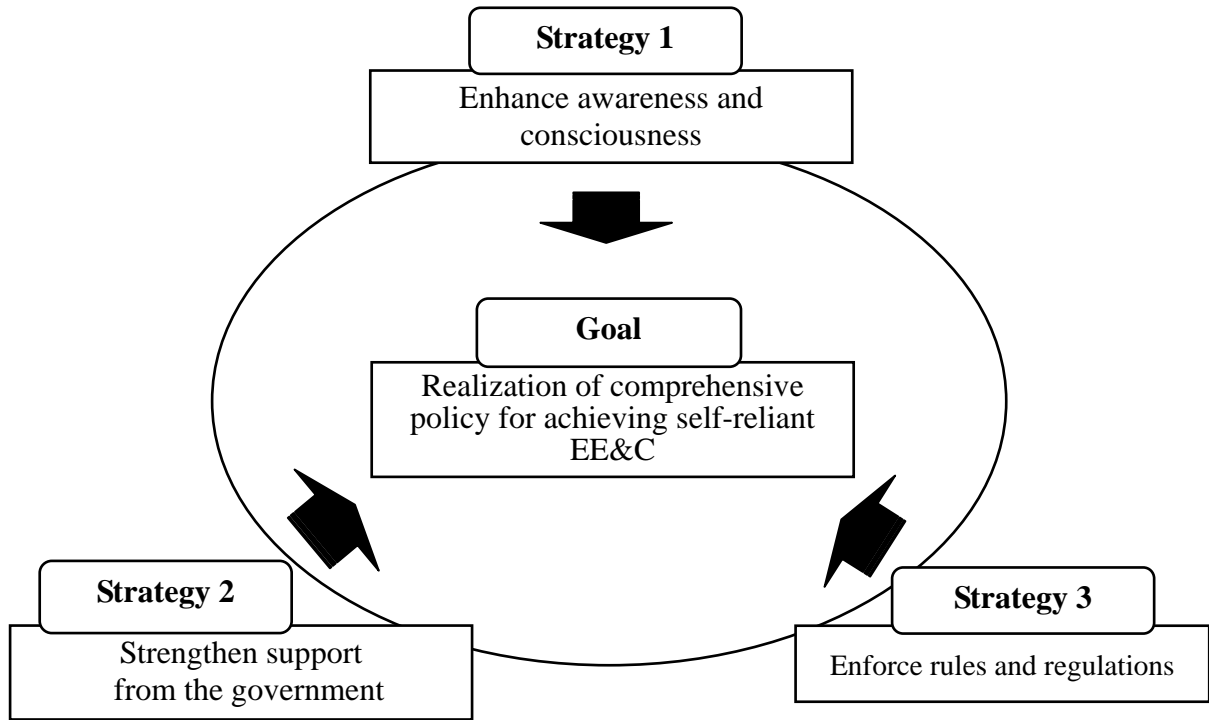 Strategy 1
Enhance awareness and
consciousness
Goal
Realization of comprehensive
policy for achieving self-reliant
EE&C
Strategy 2
Strengthen support
from the government
Strategy 3
Enforce rules and regulations